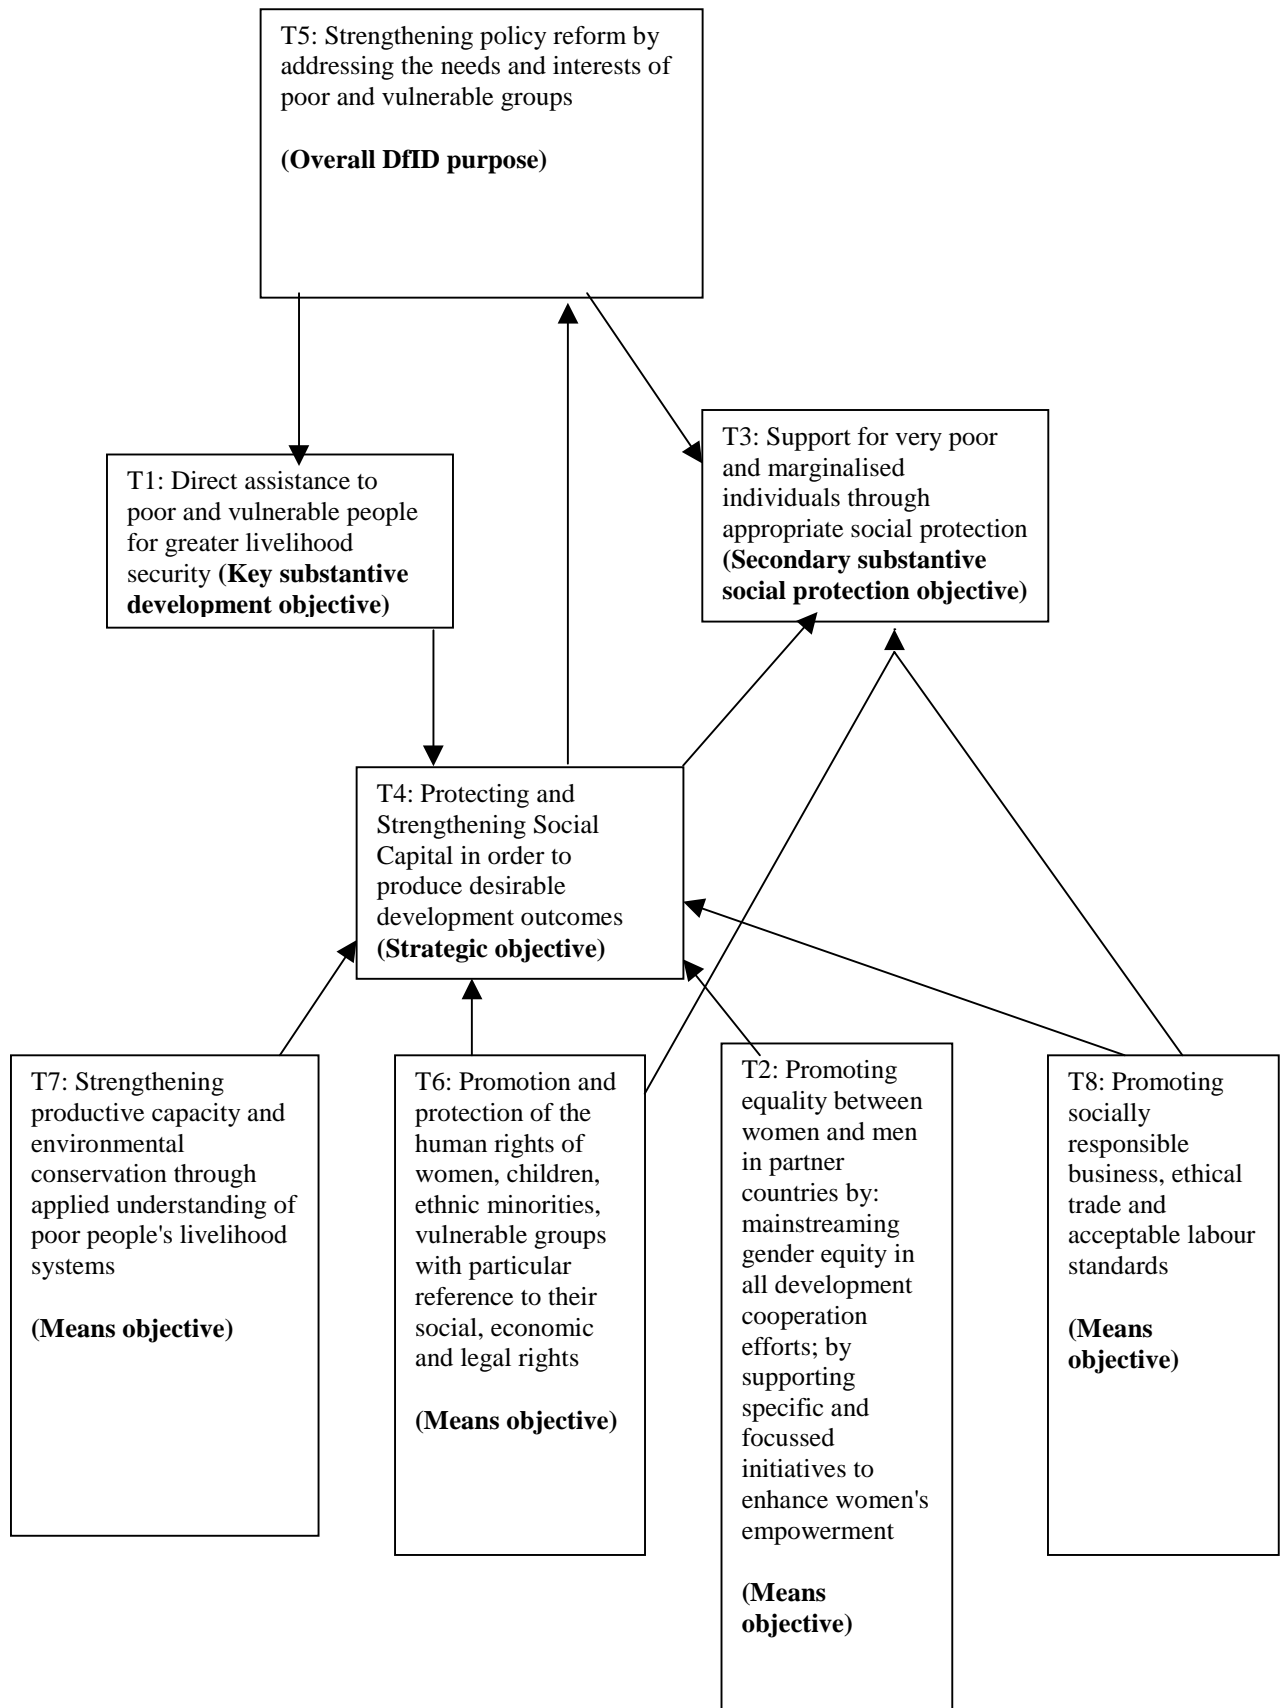 T5: Strengthening policy reform by
addressing the needs and interests of
poor and vulnerable groups
(Overall DfID purpose)
T3: Support for very poor
and marginalised
individuals through
appropriate social protection
(Secondary substantive
social protection objective)
T1: Direct assistance to
poor and vulnerable people
for greater livelihood
security (Key substantive
development objective)
T4: Protecting and
Strengthening Social
Capital in order to
produce desirable
development outcomes
(Strategic objective)
T7: Strengthening
productive capacity and
environmental
conservation through
applied understanding of
poor people's livelihood
systems
(Means objective)
T6: Promotion and
protection of the
human rights of
women, children,
ethnic minorities,
vulnerable groups
with particular
reference to their
social, economic
and legal rights
(Means objective)
T2: Promoting
equality between
women and men
in partner
countries by:
mainstreaming
gender equity in
all development
cooperation
efforts; by
supporting
specific and
focussed
initiatives to
enhance women's
empowerment
(Means
objective)
T8: Promoting
socially
responsible
business, ethical
trade and
acceptable labour
standards
(Means
objective)